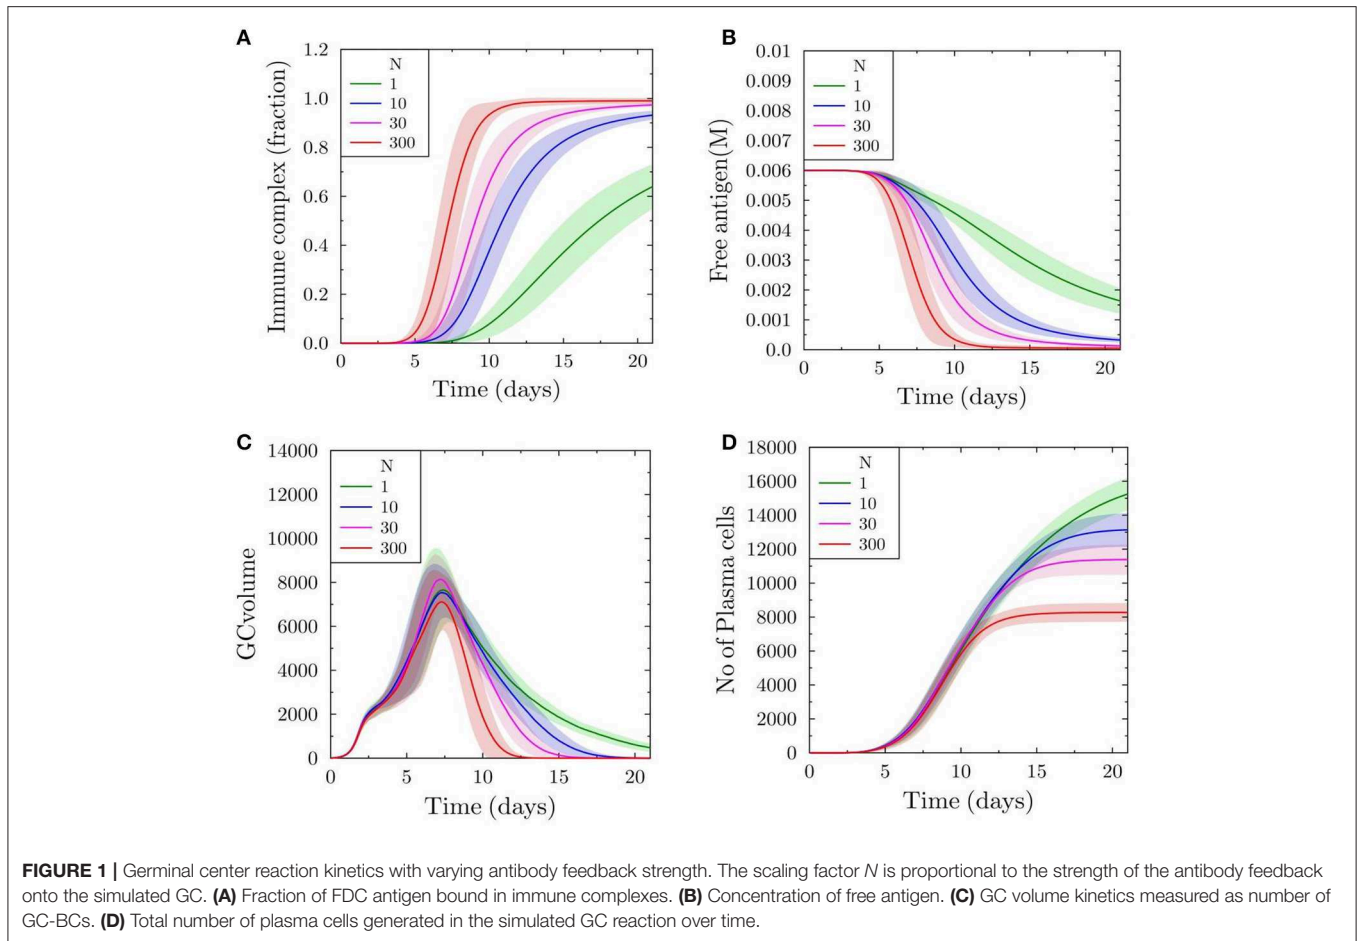 A
1.2
1.0
0.8
0.6
0.4
0.2
0.0
Immune complex (fraction)
N
1
10
30
300
0 5 10 15 20
Time (days)
B
0.01
0.009
0.008
0.007
0.006
0.005
0.004
0.003
0.002
0.001
0.0
Free antigen(M)
N
1
10
30
300
0 5 10 15 20
Time (days)
C
14000
12000
10000
8000
6000
4000
2000
0
GCvolume
N
1
10
30
300
0 5 10 15 20
Time (days)
D
18000
16000
14000
12000
10000
8000
6000
4000
2000
0
No of Plasma cells
N
1
10
30
300
0 5 10 15 20
Time (days)
FIGURE 1 | Germinal center reaction kinetics with varying antibody feedback strength. The scaling factor N is proportional to the strength of the antibody feedback
onto the simulated GC. (A) Fraction of FDC antigen bound in immune complexes. (B) Concentration of free antigen. (C) GC volume kinetics measured as number of
GC-BCs. (D) Total number of plasma cells generated in the simulated GC reaction over time.